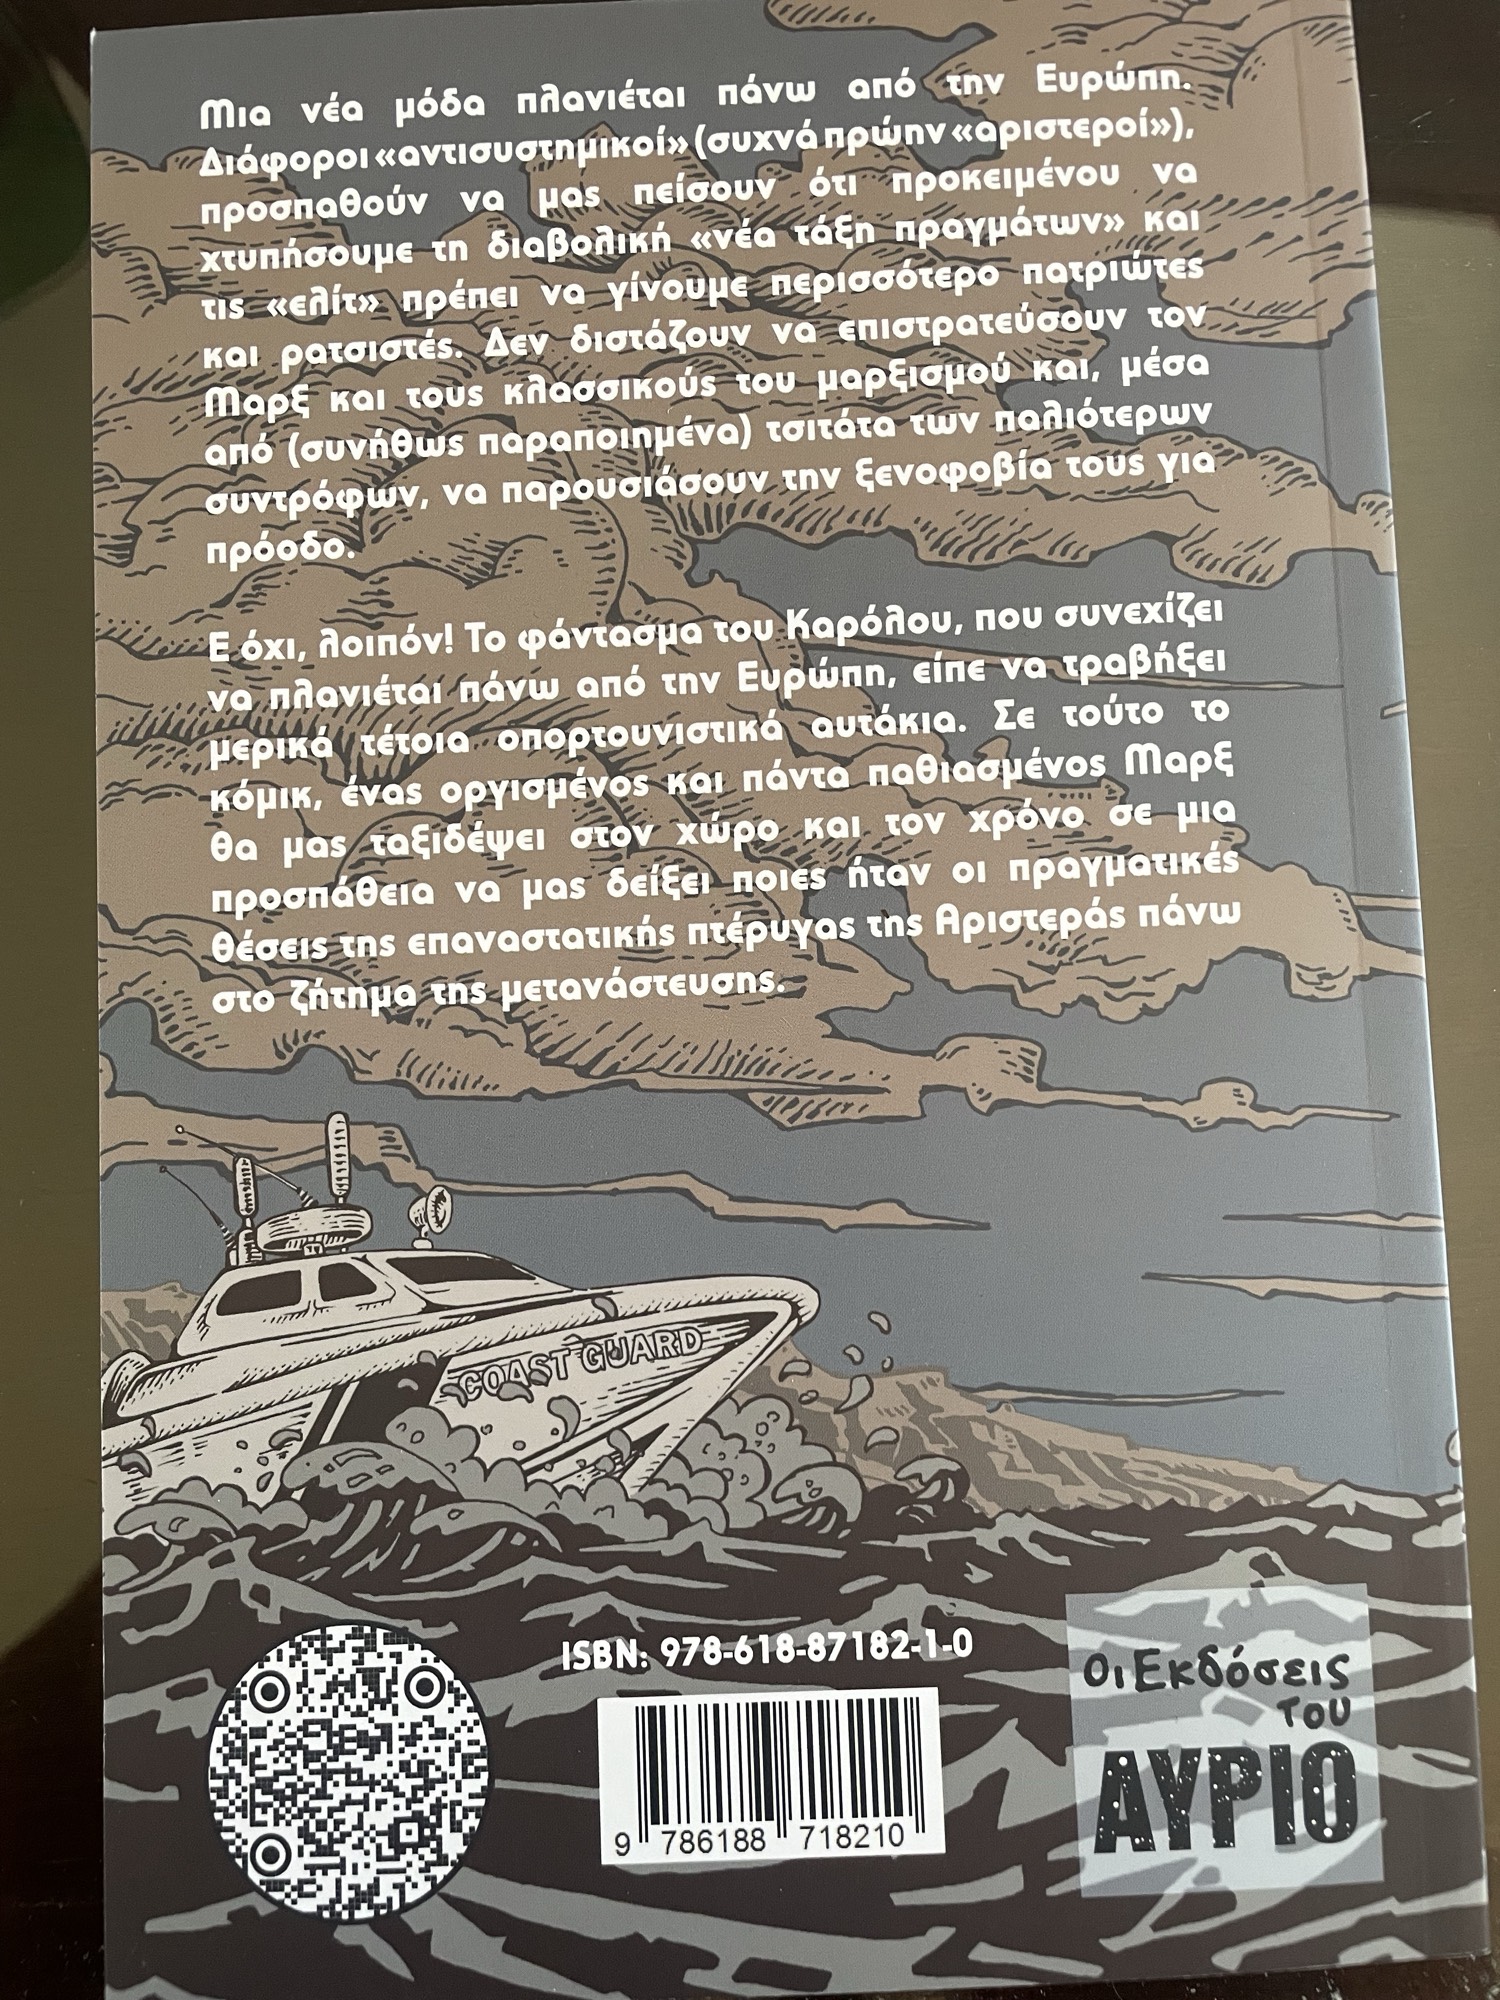 Μια νέα μόδα πλανιέται πάνω από την Ευρώπη.
Διάφοροι «αντισυστημικοί» (συχνά πρώην «αριστεροί»),
προσπαθούν να μας πείσουν ότι προκειμένου να
χτυπήσουμε τη διαβολική «νέα τάξη πραγμάτων» και
τις «ελίτ» πρέπει να γίνουμε περισσότερο πατριώτες
και ρατσιστές. Δεν διστάζουν να επιστρατεύσουν τον
Μαρξ και τους κλασσικούς του μαρξισμού και, μέσα
από (συνήθως παραποιημένα) τσιτάτα των παλιότερων
συντρόφων, να παρουσιάσουν την ξενοφοβία τους για
πρόοδο.
Ε όχι, λοιπόν! Το φάντασμα του Καρόλου, που συνεχίζει
να πλανιέται πάνω από την Ευρώπη, είπε να τραβήξει
μερικά τέτοια οπορτουνιστικά αυτάκια. Σε τούτο το
κόμικ, ένας οργισμένος και πάντα παθιασμένος Μαρξ
θα μας ταξιδέψει στον χώρο και τον χρόνο σε μια
προσπάθεια να μας δείξει ποιες ήταν οι πραγματικές
θέσεις της επαναστατικής πτέρυγας της Αριστεράς πάνω
στο ζήτημα της μετανάστευσης.
COAST GUARD
ISBN: 978-618-87182-1-0
9 786188 718210
Οι Εκδόσεις
του
ΑΥΡΙΟ